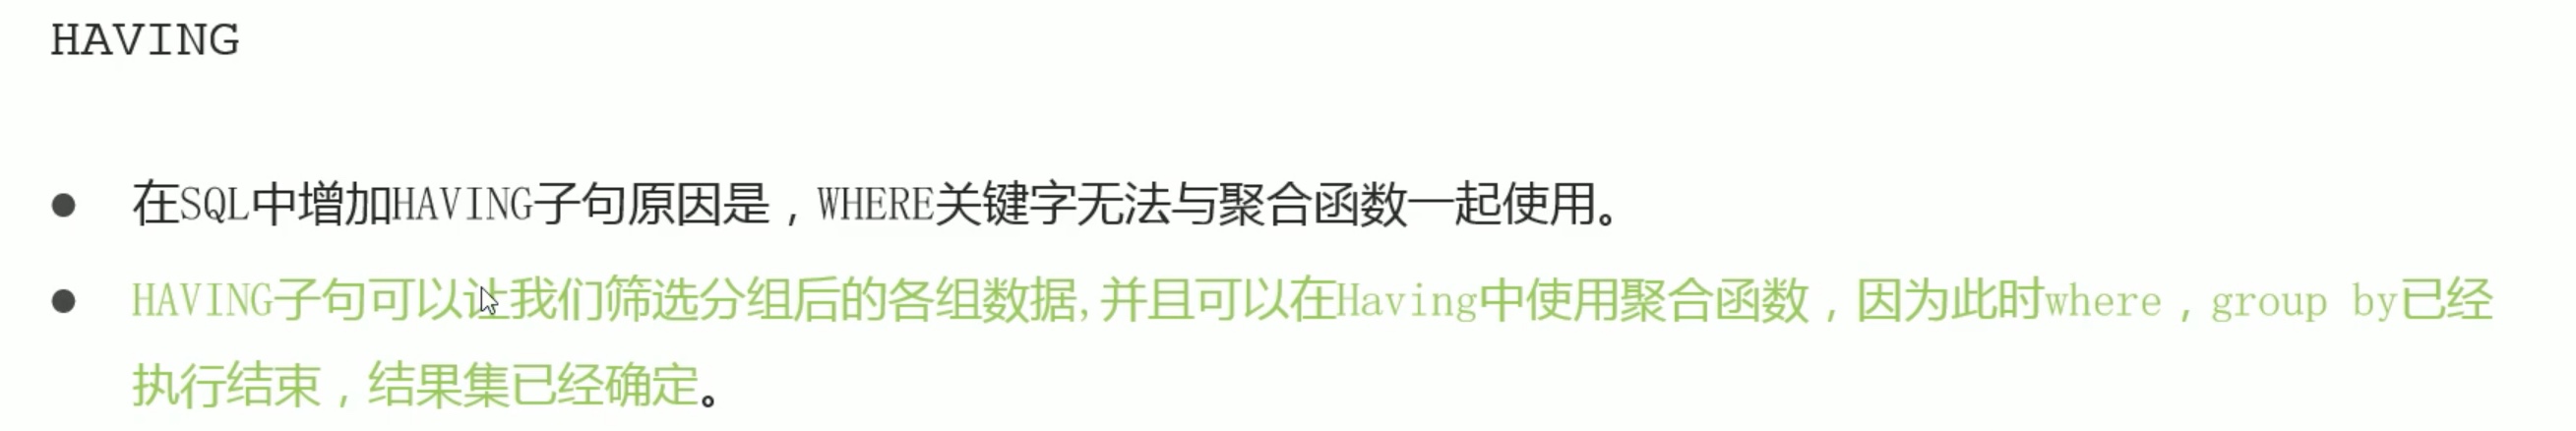 HAVING
在SQL中增加HAVING子句原因是，WHERE关键字无法与聚合函数一起使用。
HAVING子句可以让我们筛选分组后的各组数据,并且可以在Having中使用聚合函数，因为此时where，group by已经
执行结束，结果集已经确定。